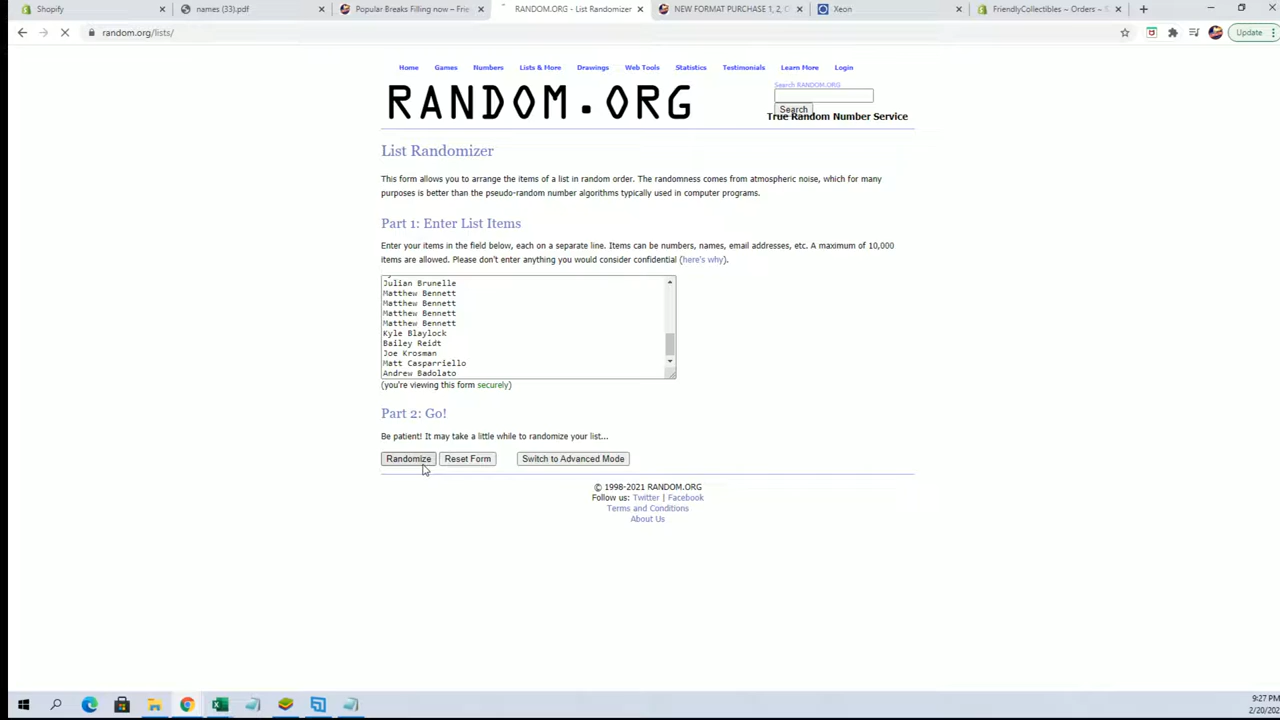 Shopify
names (33).pdf
Popular Breaks Filling now – Frie
RANDOM.ORG - List Randomizer
NEW FORMAT PURCHASE 1, 2, O
Xeon
FriendlyCollectibles ~ Orders ~ S
random.org/lists/
Update
Home Games Numbers Lists & More Drawings Web Tools Statistics Testimonials Learn More Login
Search RANDOM.ORG
RANDOM.ORG
Search
True Random Number Service
List Randomizer
This form allows you to arrange the items of a list in random order. The randomness comes from atmospheric noise, which for many
purposes is better than the pseudo-random number algorithms typically used in computer programs.
Part 1: Enter List Items
Enter your items in the field below, each on a separate line. Items can be numbers, names, email addresses, etc. A maximum of 10,000
items are allowed. Please don't enter anything you would consider confidential (here's why).
Julian Brunelle
Matthew Bennett
Matthew Bennett
Matthew Bennett
Matthew Bennett
Kyle Blaylock
Bailey Reidt
Joe Krosman
Matt Casparriello
Andrew Badolato
(you're viewing this form securely)
Part 2: Go!
Be patient! It may take a little while to randomize your list...
Randomize Reset Form Switch to Advanced Mode
© 1998-2021 RANDOM.ORG
Follow us: Twitter | Facebook
Terms and Conditions
About Us
9:27 PM
2/20/202